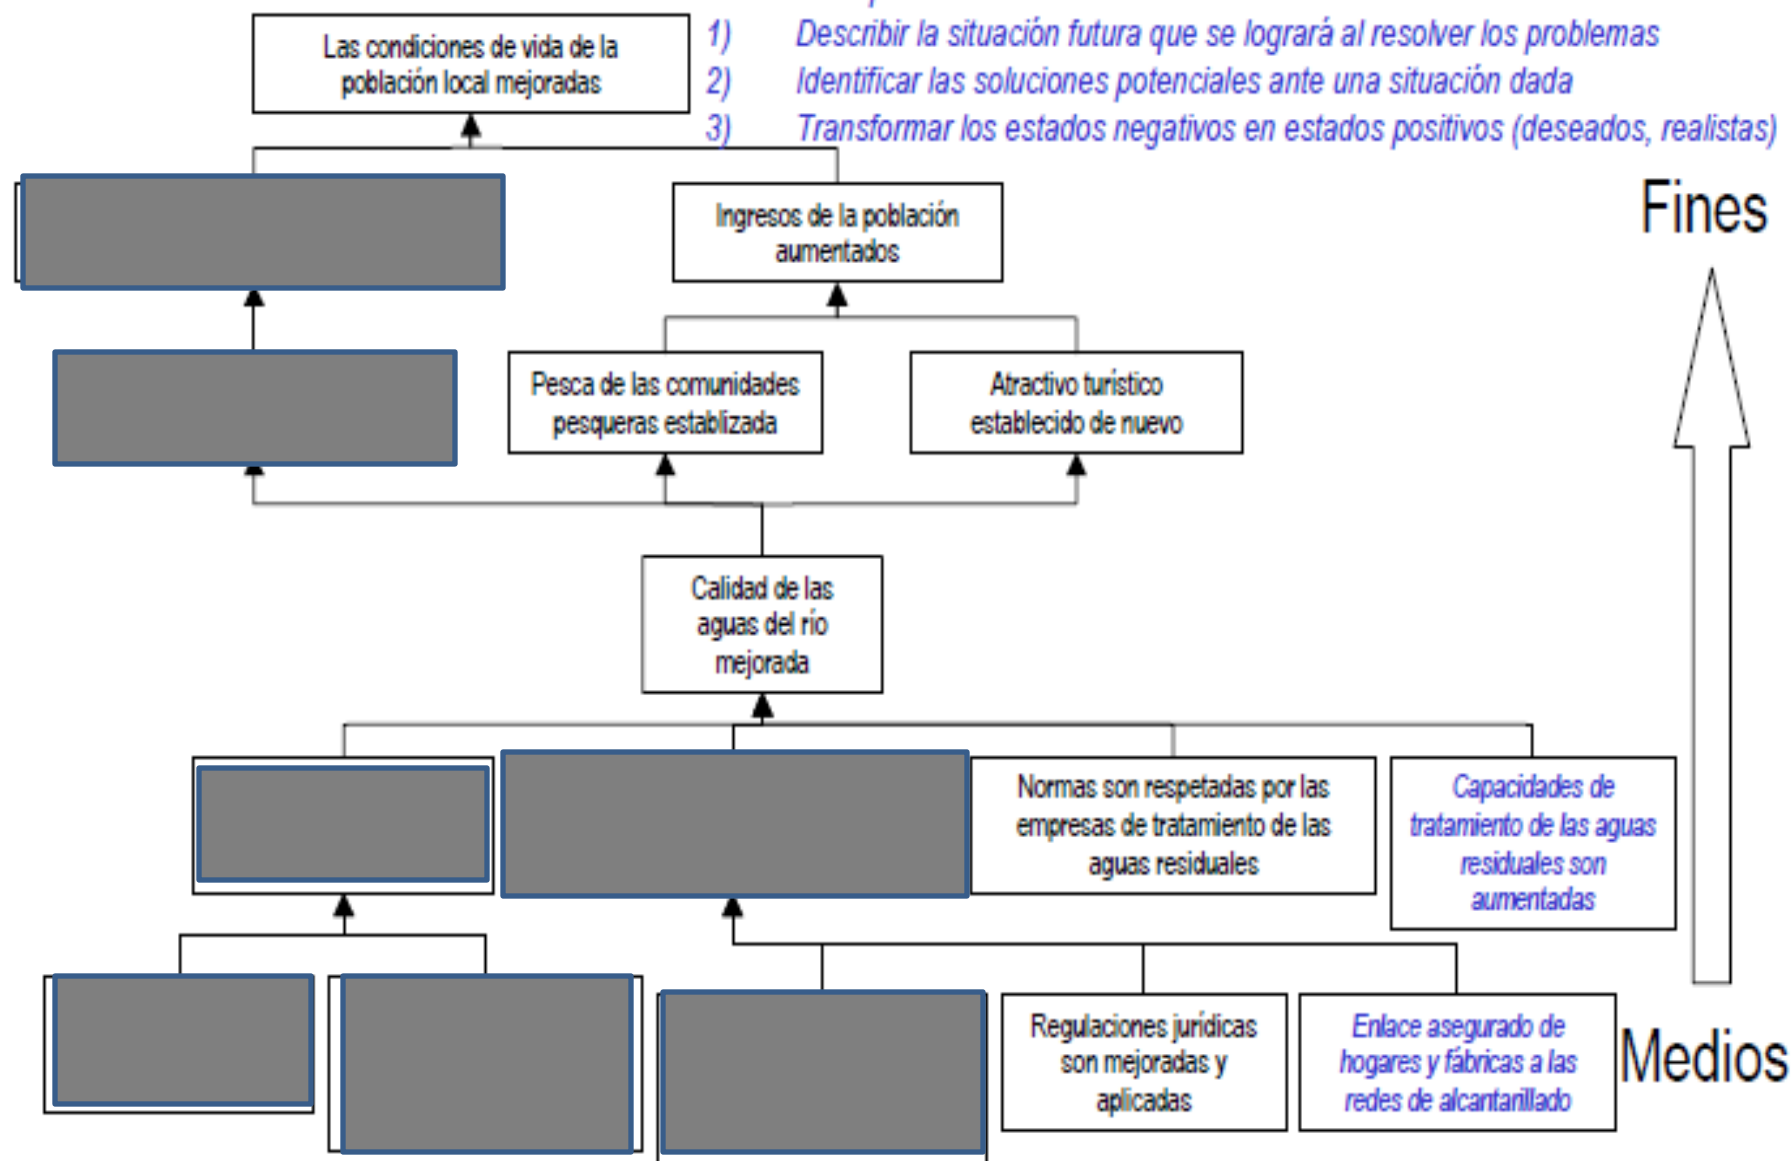 Las condiciones de vida de la
población local mejoradas
1) Describir la situación futura que se logrará al resolver los problemas
2) Identificar las soluciones potenciales ante una situación dada
3) Transformar los estados negativos en estados positivos (deseados, realistas)
Fines
Ingresos de la población
aumentados
Pesca de las comunidades
pesqueras establizada
Atractivo turístico
establecido de nuevo
Calidad de las
aguas del río
mejorada
Normas son respetadas por las
empresas de tratamiento de las
aguas residuales
Capacidades de
tratamiento de las aguas
residuales son
aumentadas
Regulaciones jurídicas
son mejoradas y
aplicadas
Enlace asegurado de
hogares y fábricas a las
redes de alcantarillado
Medios